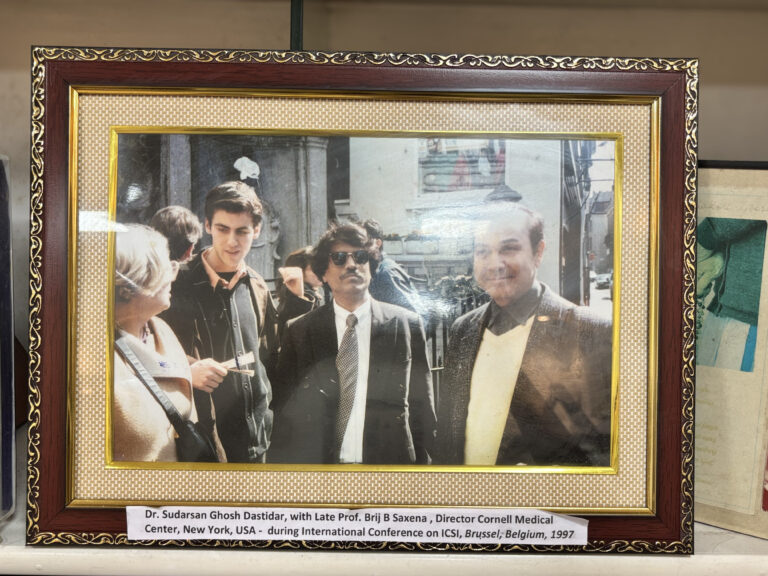 Dr. Sudarsan Ghosh Dastidar, with Late Prof. Brij B Saxena , Director Cornell Medical
Center, New York, USA - during International Conference on ICSI, Brussel, Belgium, 1997